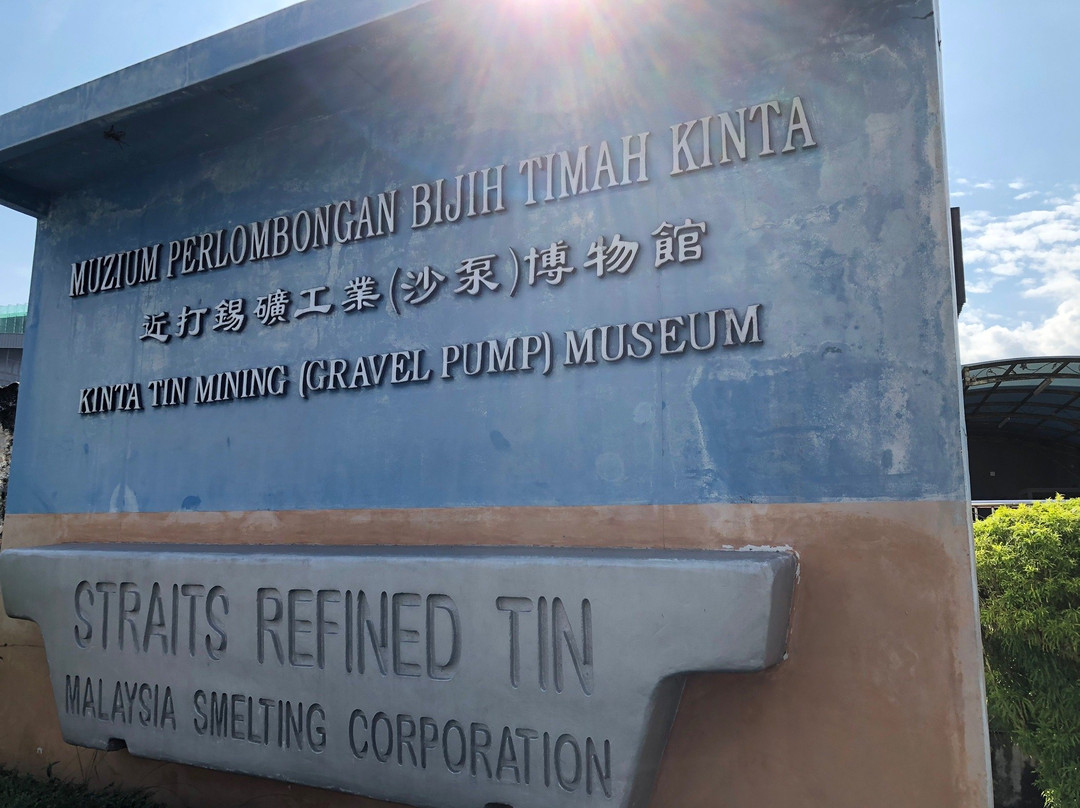 MUZIUM PERLOMBONGAN BIJIH TIMAH KINTA
近打錫礦工業(沙泵)博物館
KINTA TIN MINING (GRAVEL PUMP) MUSEUM
STRAITS REFINED TIN
MALAYSIA SMELTING CORPORATION